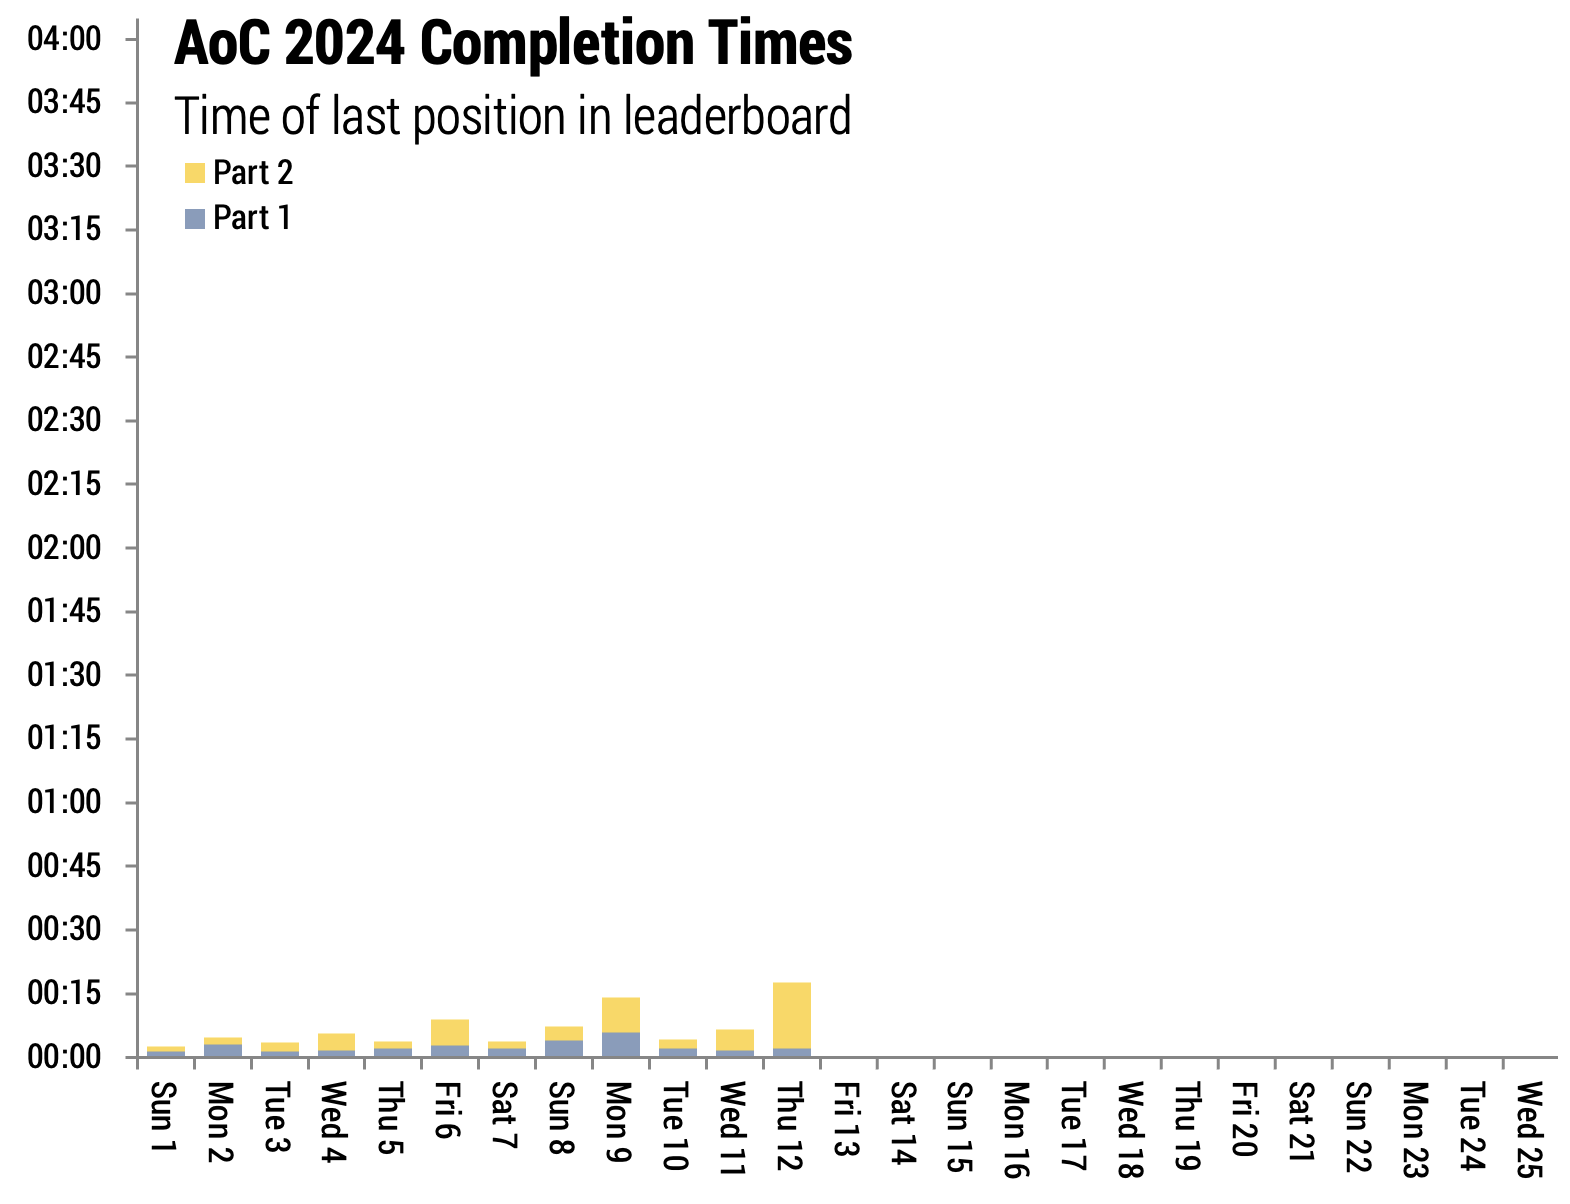 AoC 2024 Completion Times
Time of last position in leaderboard
Part 2
Part 1
04:00
03:45
03:30
03:15
03:00
02:45
02:30
02:15
02:00
01:45
01:30
01:15
01:00
00:45
00:30
00:15
00:00
Sun 1
Mon 2
Tue 3
Wed 4
Thu 5
Fri 6
Sat 7
Sun 8
Mon 9
Tue 10
Wed 11
Thu 12
Fri 13
Sat 14
Sun 15
Mon 16
Tue 17
Wed 18
Thu 19
Fri 20
Sat 21
Sun 22
Mon 23
Tue 24
Wed 25